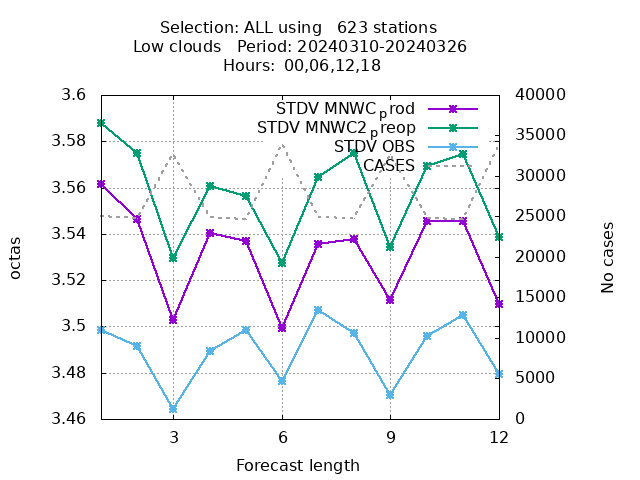 Selection: ALL using   623 stations
Low clouds   Period: 20240310-20240326
Hours:  00,06,12,18
3.6
3.58
3.56
3.54
3.52
3.5
3.48
3.46
octas
40000
35000
30000
25000
20000
15000
10000
5000
0
No cases
STDV MNWCprod
STDV MNWC2preop
STDV OBS
CASES
3 6 9 12
Forecast length